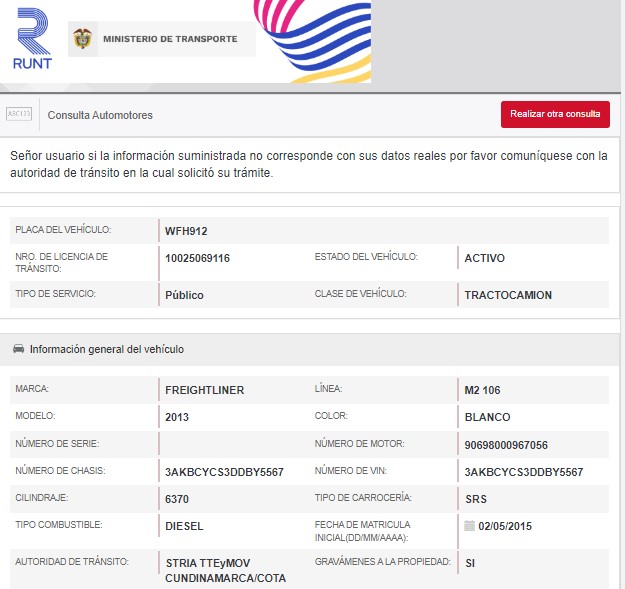 RUNT
MINISTERIO DE TRANSPORTE
ABC123
Consulta Automotores
Realizar otra consulta
Señor usuario si la información suministrada no corresponde con sus datos reales por favor comuníquese con la
autoridad de tránsito en la cual solicitó su trámite.
PLACA DEL VEHÍCULO: WFH912
NRO. DE LICENCIA DE
TRÁNSITO: 10025069116 ESTADO DEL VEHÍCULO: ACTIVO
TIPO DE SERVICIO: Público CLASE DE VEHÍCULO: TRACTOCAMION
Información general del vehículo
MARCA: FREIGHTLINER LÍNEA: M2 106
MODELO: 2013 COLOR: BLANCO
NÚMERO DE SERIE: NÚMERO DE MOTOR: 90698000967056
NÚMERO DE CHASIS: 3AKBCYCS3DDBY5567 NÚMERO DE VIN: 3AKBCYCS3DDBY5567
CILINDRAJE: 6370 TIPO DE CARROCERÍA: SRS
TIPO COMBUSTIBLE: DIESEL FECHA DE MATRICULA
INICIAL(DD/MM/AAAA): 02/05/2015
AUTORIDAD DE TRÁNSITO: STRIA TTEyMOV GRAVÁMENES A LA PROPIEDAD: SI
CUNDINAMARCA/COTA